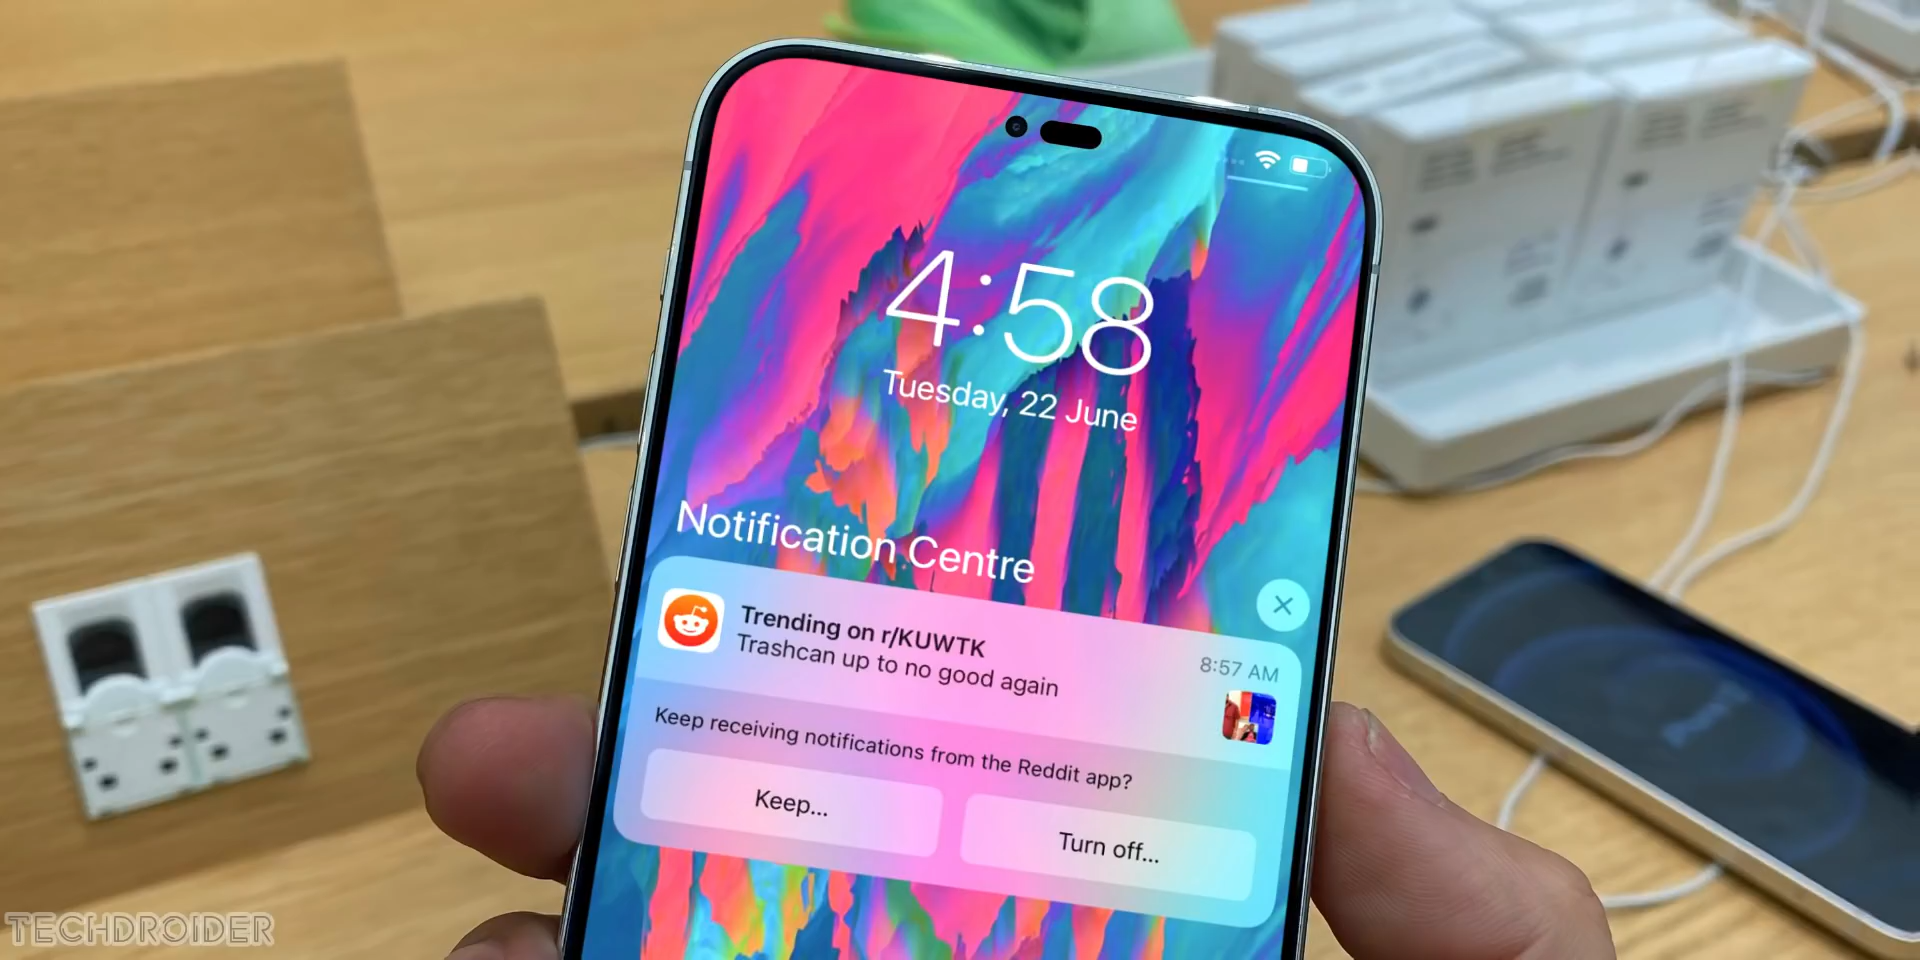 4:58
Tuesday, 22 June
Notification Centre
Trending on r/KUWTK
Trashcan up to no good again
8:57 AM
Keep receiving notifications from the Reddit app?
Keep...
Turn off...
TECHDROIDER